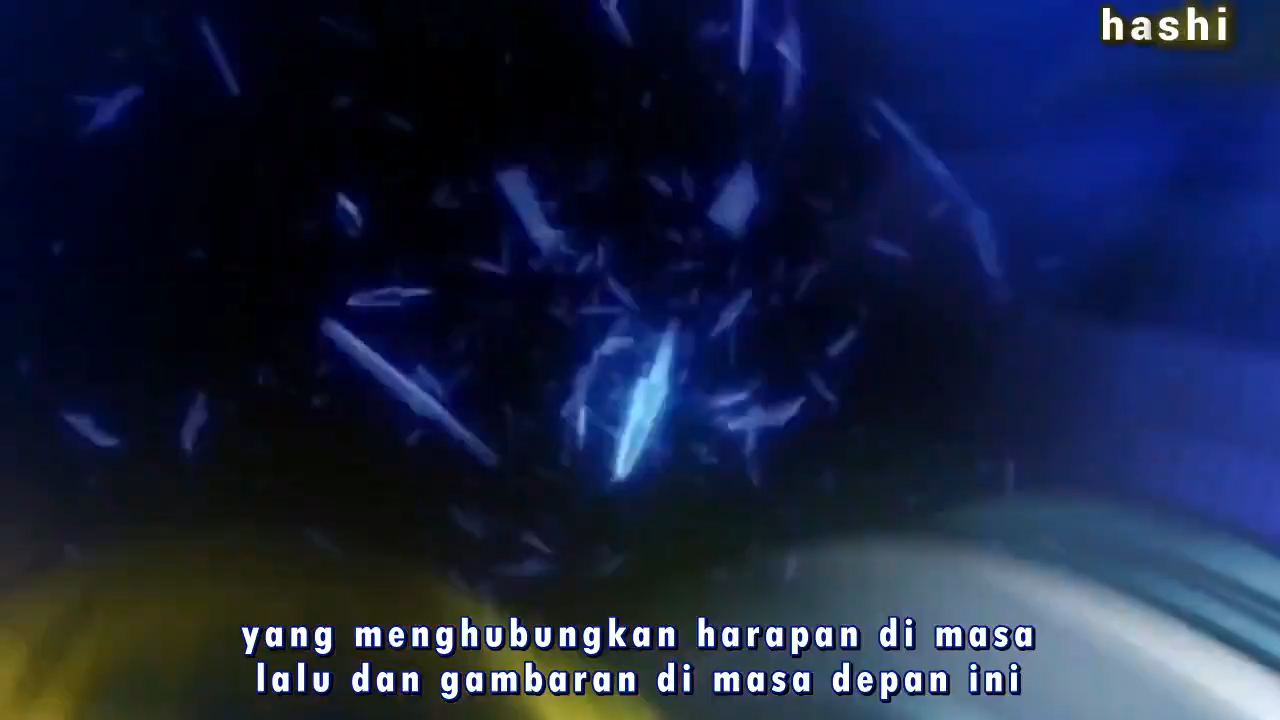 hashi
yang menghubungkan harapan di masa
lalu dan gambaran di masa depan ini